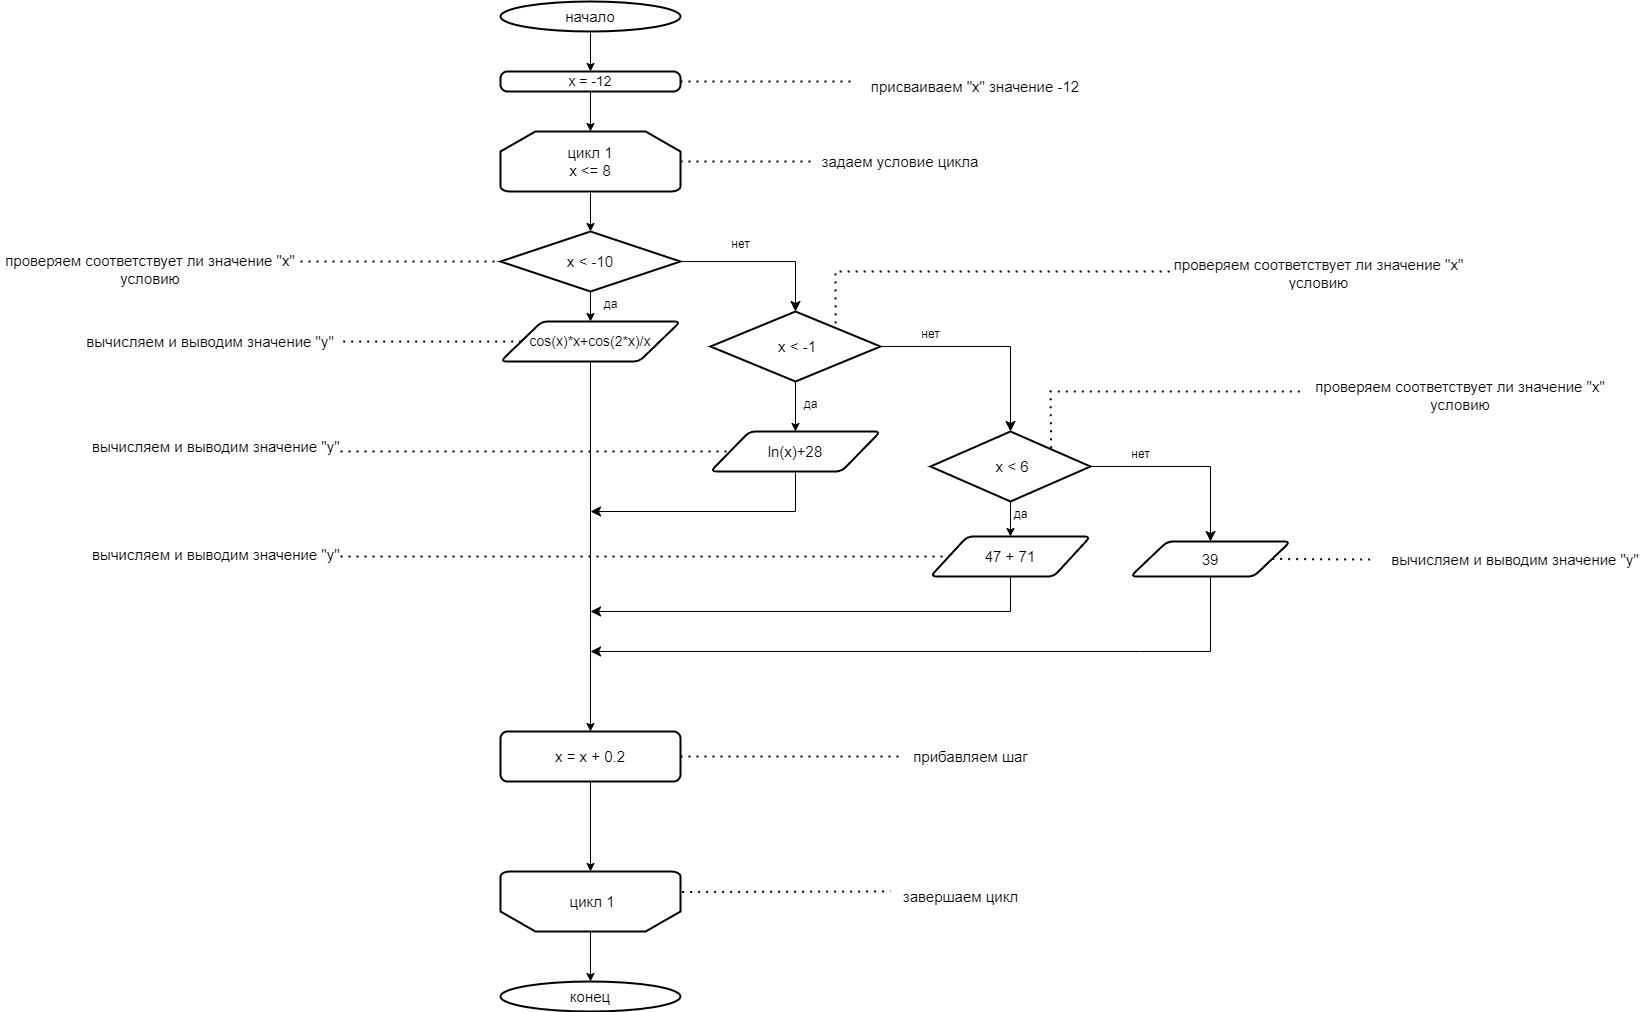 начало
x = -12
присваиваем "x" значение -12
цикл 1
x <= 8
задаем условие цикла
проверяем соответствует ли значение "x"
условию
x < -10
нет
да
проверяем соответствует ли значение "x"
условию
вычисляем и выводим значение "y"
cos(x)*x+cos(2*x)/x
x < -1
нет
да
проверяем соответствует ли значение "x"
условию
вычисляем и выводим значение "y"
ln(x)+28
x < 6
нет
да
вычисляем и выводим значение "y"
47 + 71
39
вычисляем и выводим значение "y"
x = x + 0.2
прибавляем шаг
цикл 1
завершаем цикл
конец